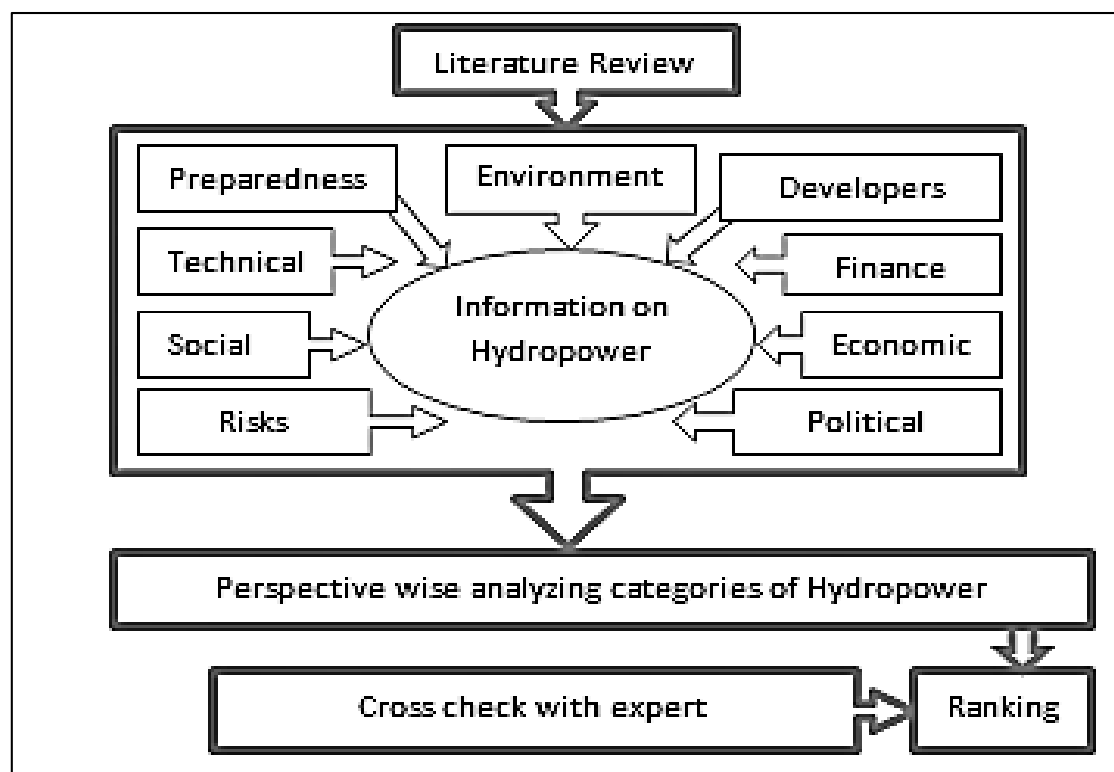 Literature Review
Preparedness
Environment
Developers
Technical
Finance
Information on
Hydropower
Social
Economic
Risks
Political
Perspective wise analyzing categories of Hydropower
Cross check with expert
Ranking